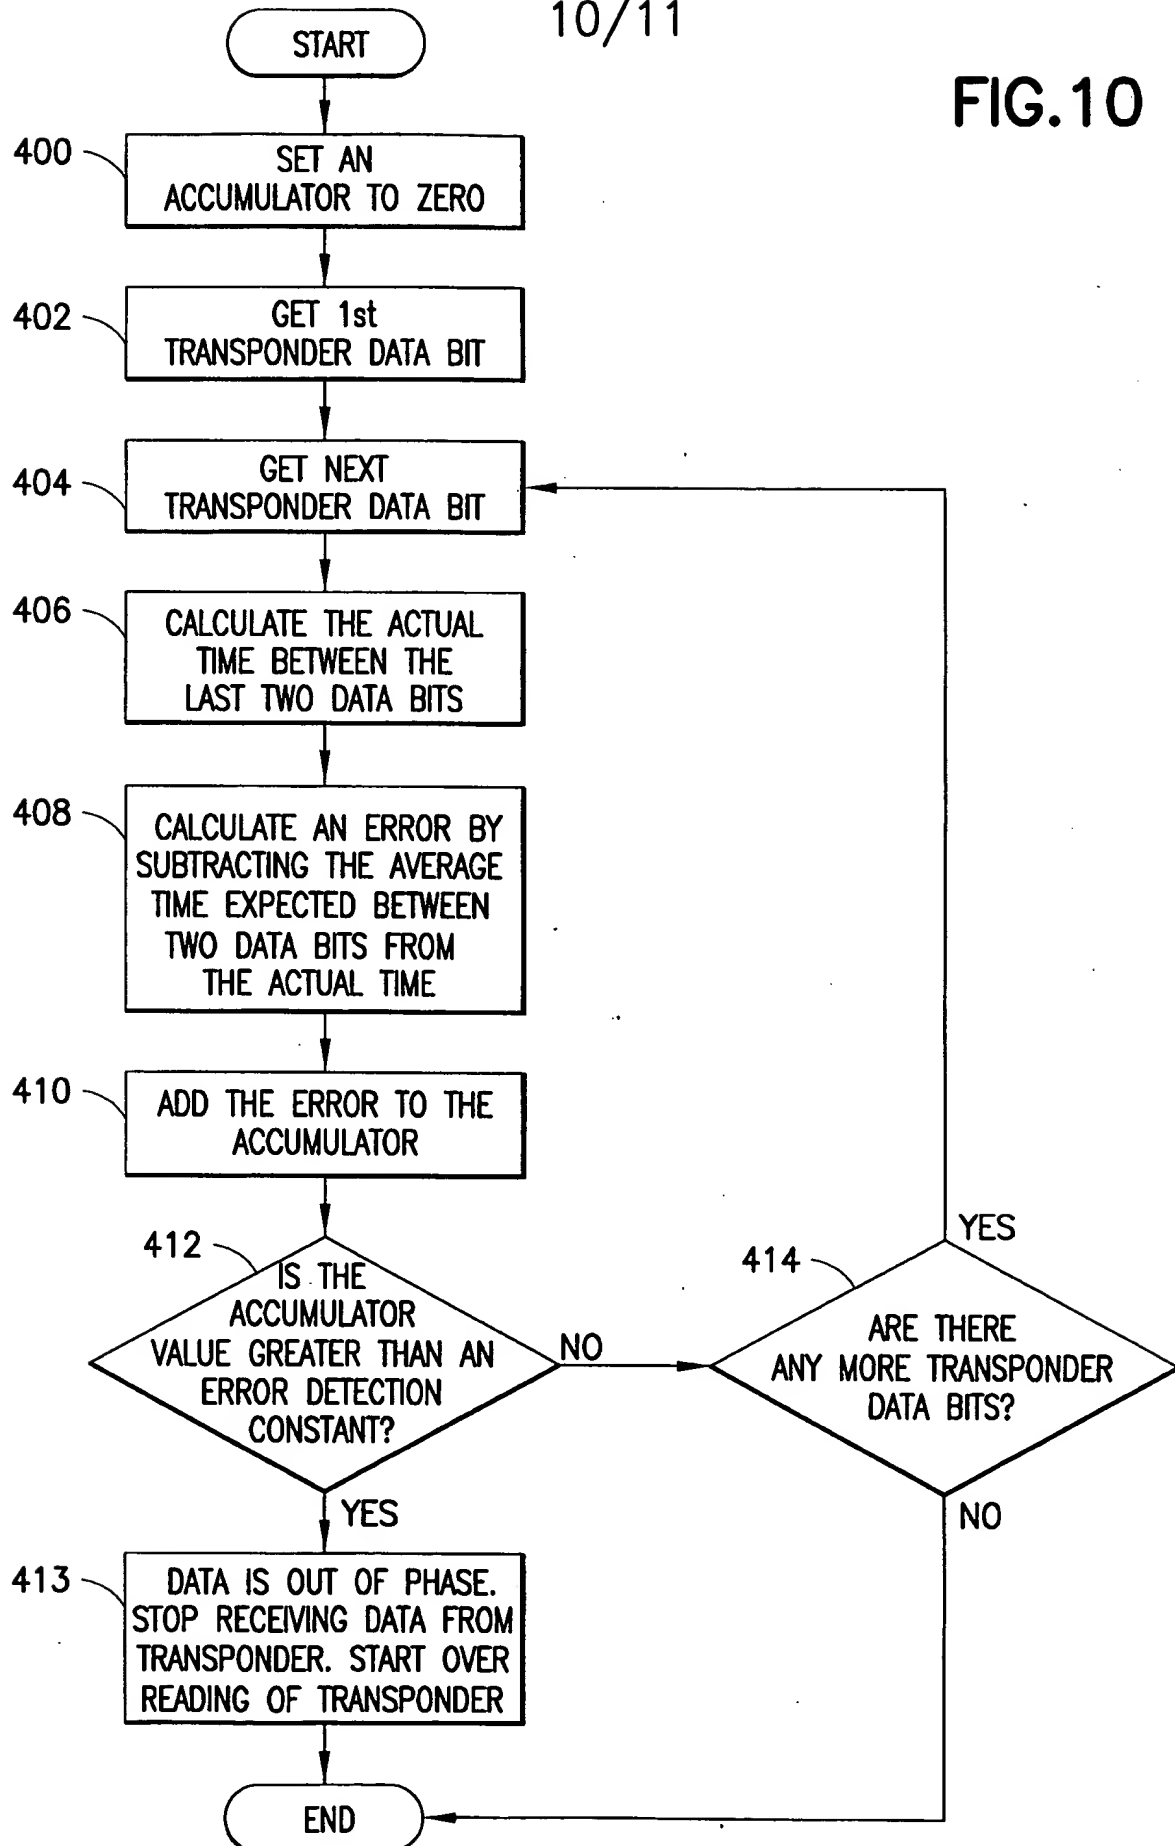 10/11
FIG.10
START
400
SET AN
ACCUMULATOR TO ZERO
402
GET 1st
TRANSPONDER DATA BIT
404
GET NEXT
TRANSPONDER DATA BIT
406
CALCULATE THE ACTUAL
TIME BETWEEN THE
LAST TWO DATA BITS
408
CALCULATE AN ERROR BY
SUBTRACTING THE AVERAGE
TIME EXPECTED BETWEEN
TWO DATA BITS FROM
THE ACTUAL TIME
410
ADD THE ERROR TO THE
ACCUMULATOR
412
IS THE
ACCUMULATOR
VALUE GREATER THAN AN
ERROR DETECTION
CONSTANT?
NO
YES
414
ARE THERE
ANY MORE TRANSPONDER
DATA BITS?
YES
NO
413
DATA IS OUT OF PHASE.
STOP RECEIVING DATA FROM
TRANSPONDER. START OVER
READING OF TRANSPONDER
END